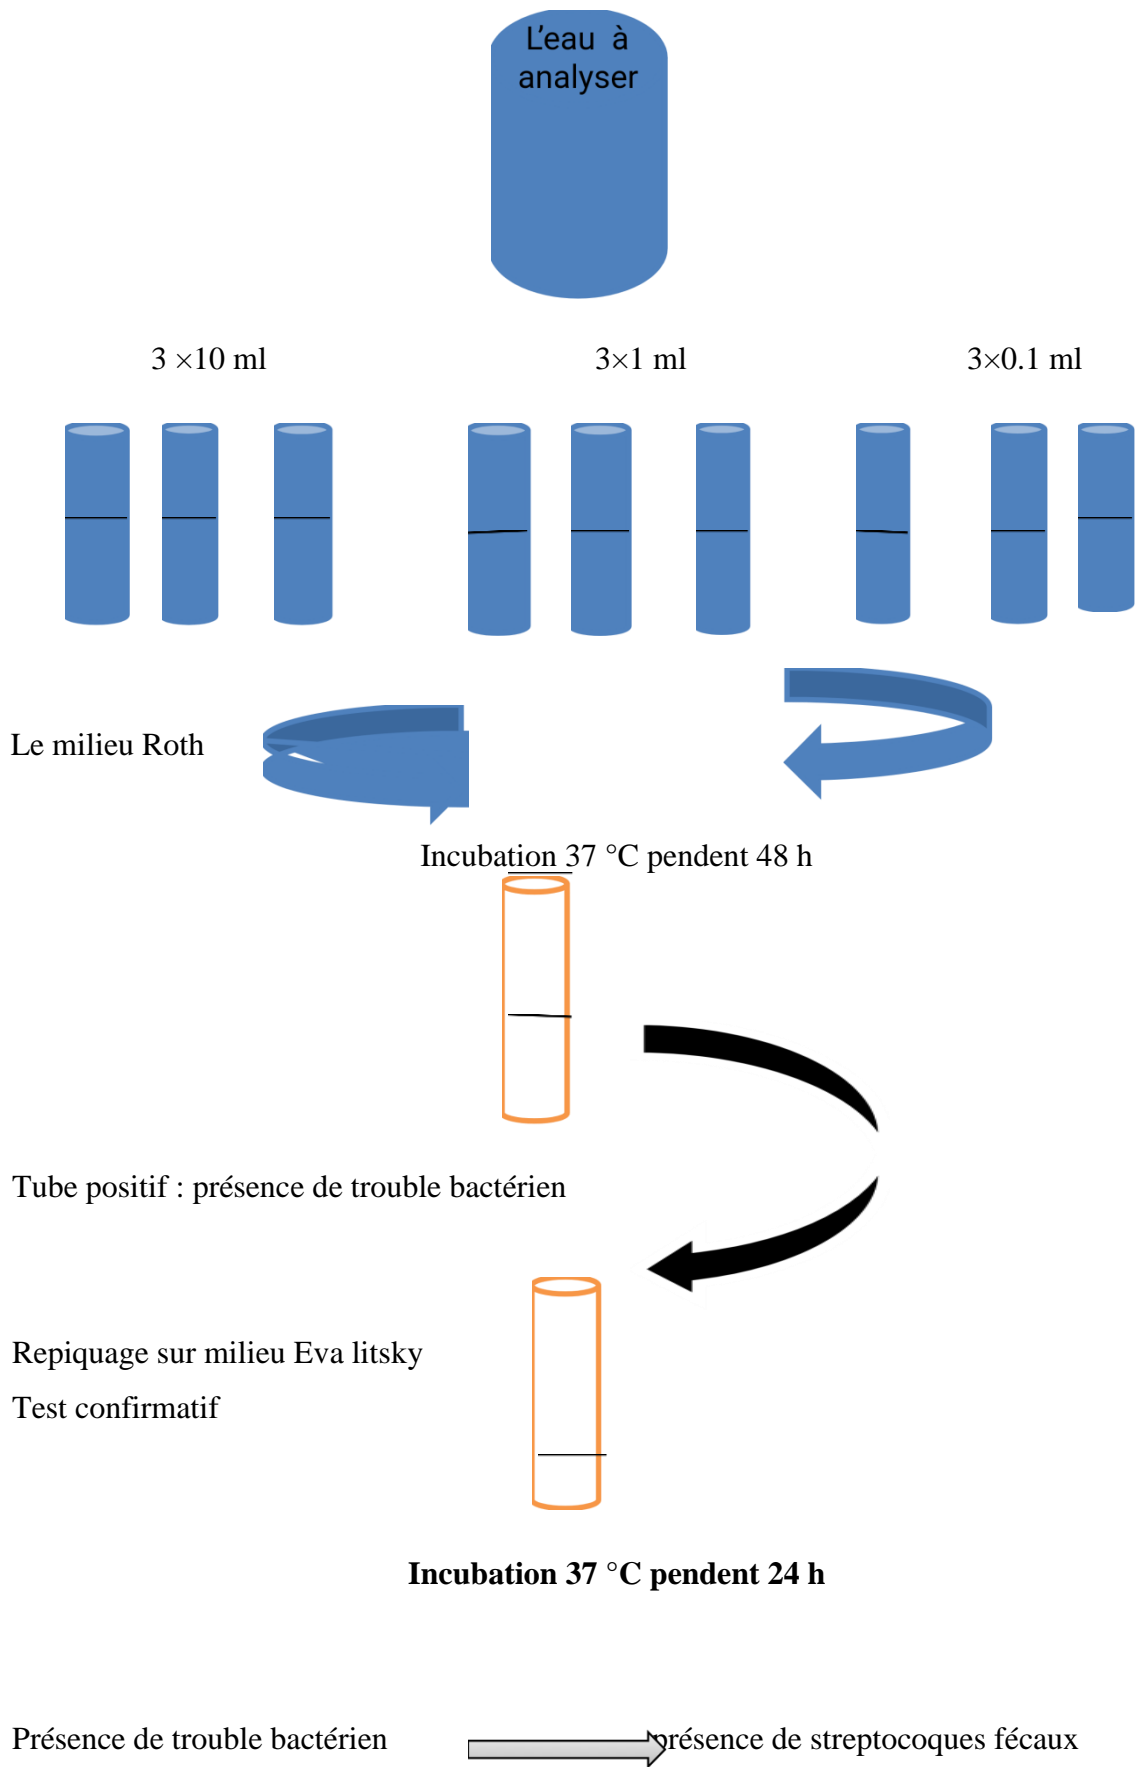 L'eau à
analyser
3 ×10 ml 3×1 ml 3×0.1 ml
Le milieu Roth
Incubation 37 °C pendent 48 h
Tube positif : présence de trouble bactérien
Repiquage sur milieu Eva litsky
Test confirmatif
Incubation 37 °C pendent 24 h
Présence de trouble bactérien présence de streptocoques fécaux